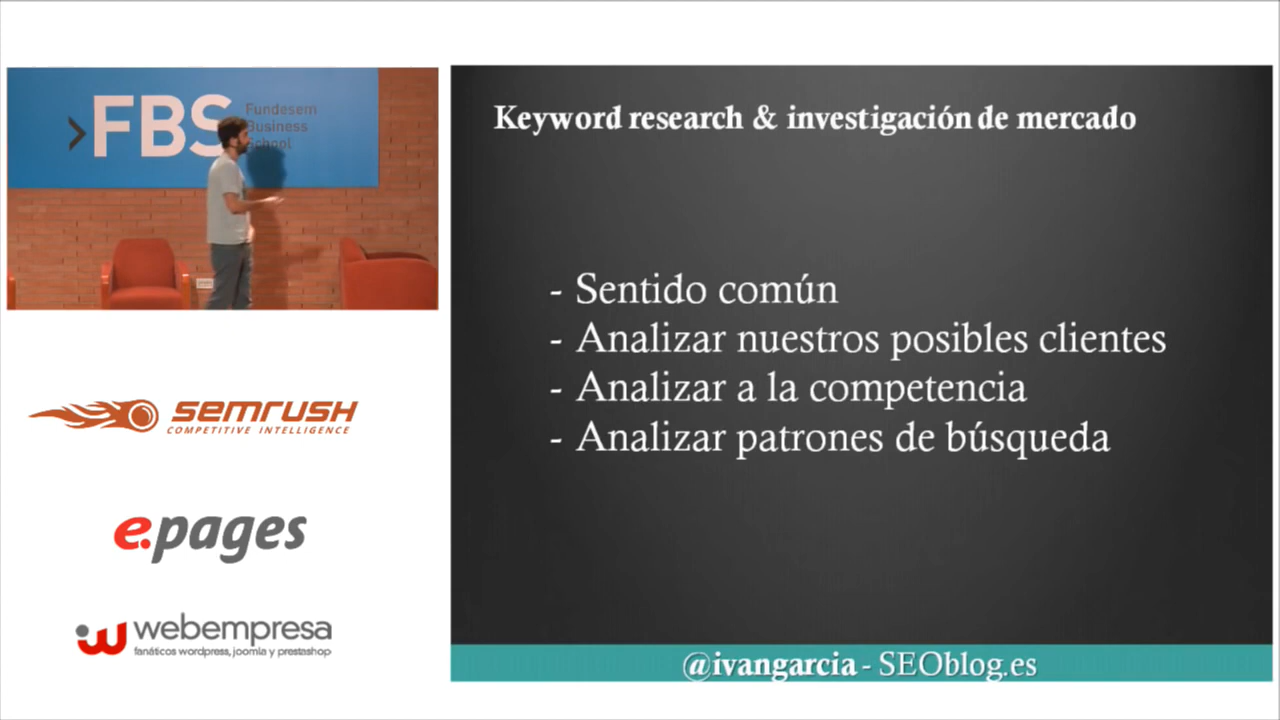 FBS
Fundesem
Business
School
SEMRUSH
COMPETITIVE INTELLIGENCE
e.pages
webempresa
fanáticos wordpress, joomla y prestashop
Keyword research & investigación de mercado
- Sentido común
- Analizar nuestros posibles clientes
- Analizar a la competencia
- Analizar patrones de búsqueda
@ivangarcia - SEOblog.es